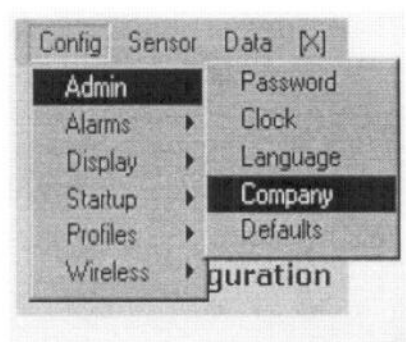 Config Sensor Data [X]
Admin
Alarms
Display
Startup
Profiles
Wireless
Password
Clock
Language
Company
Defaults
guration